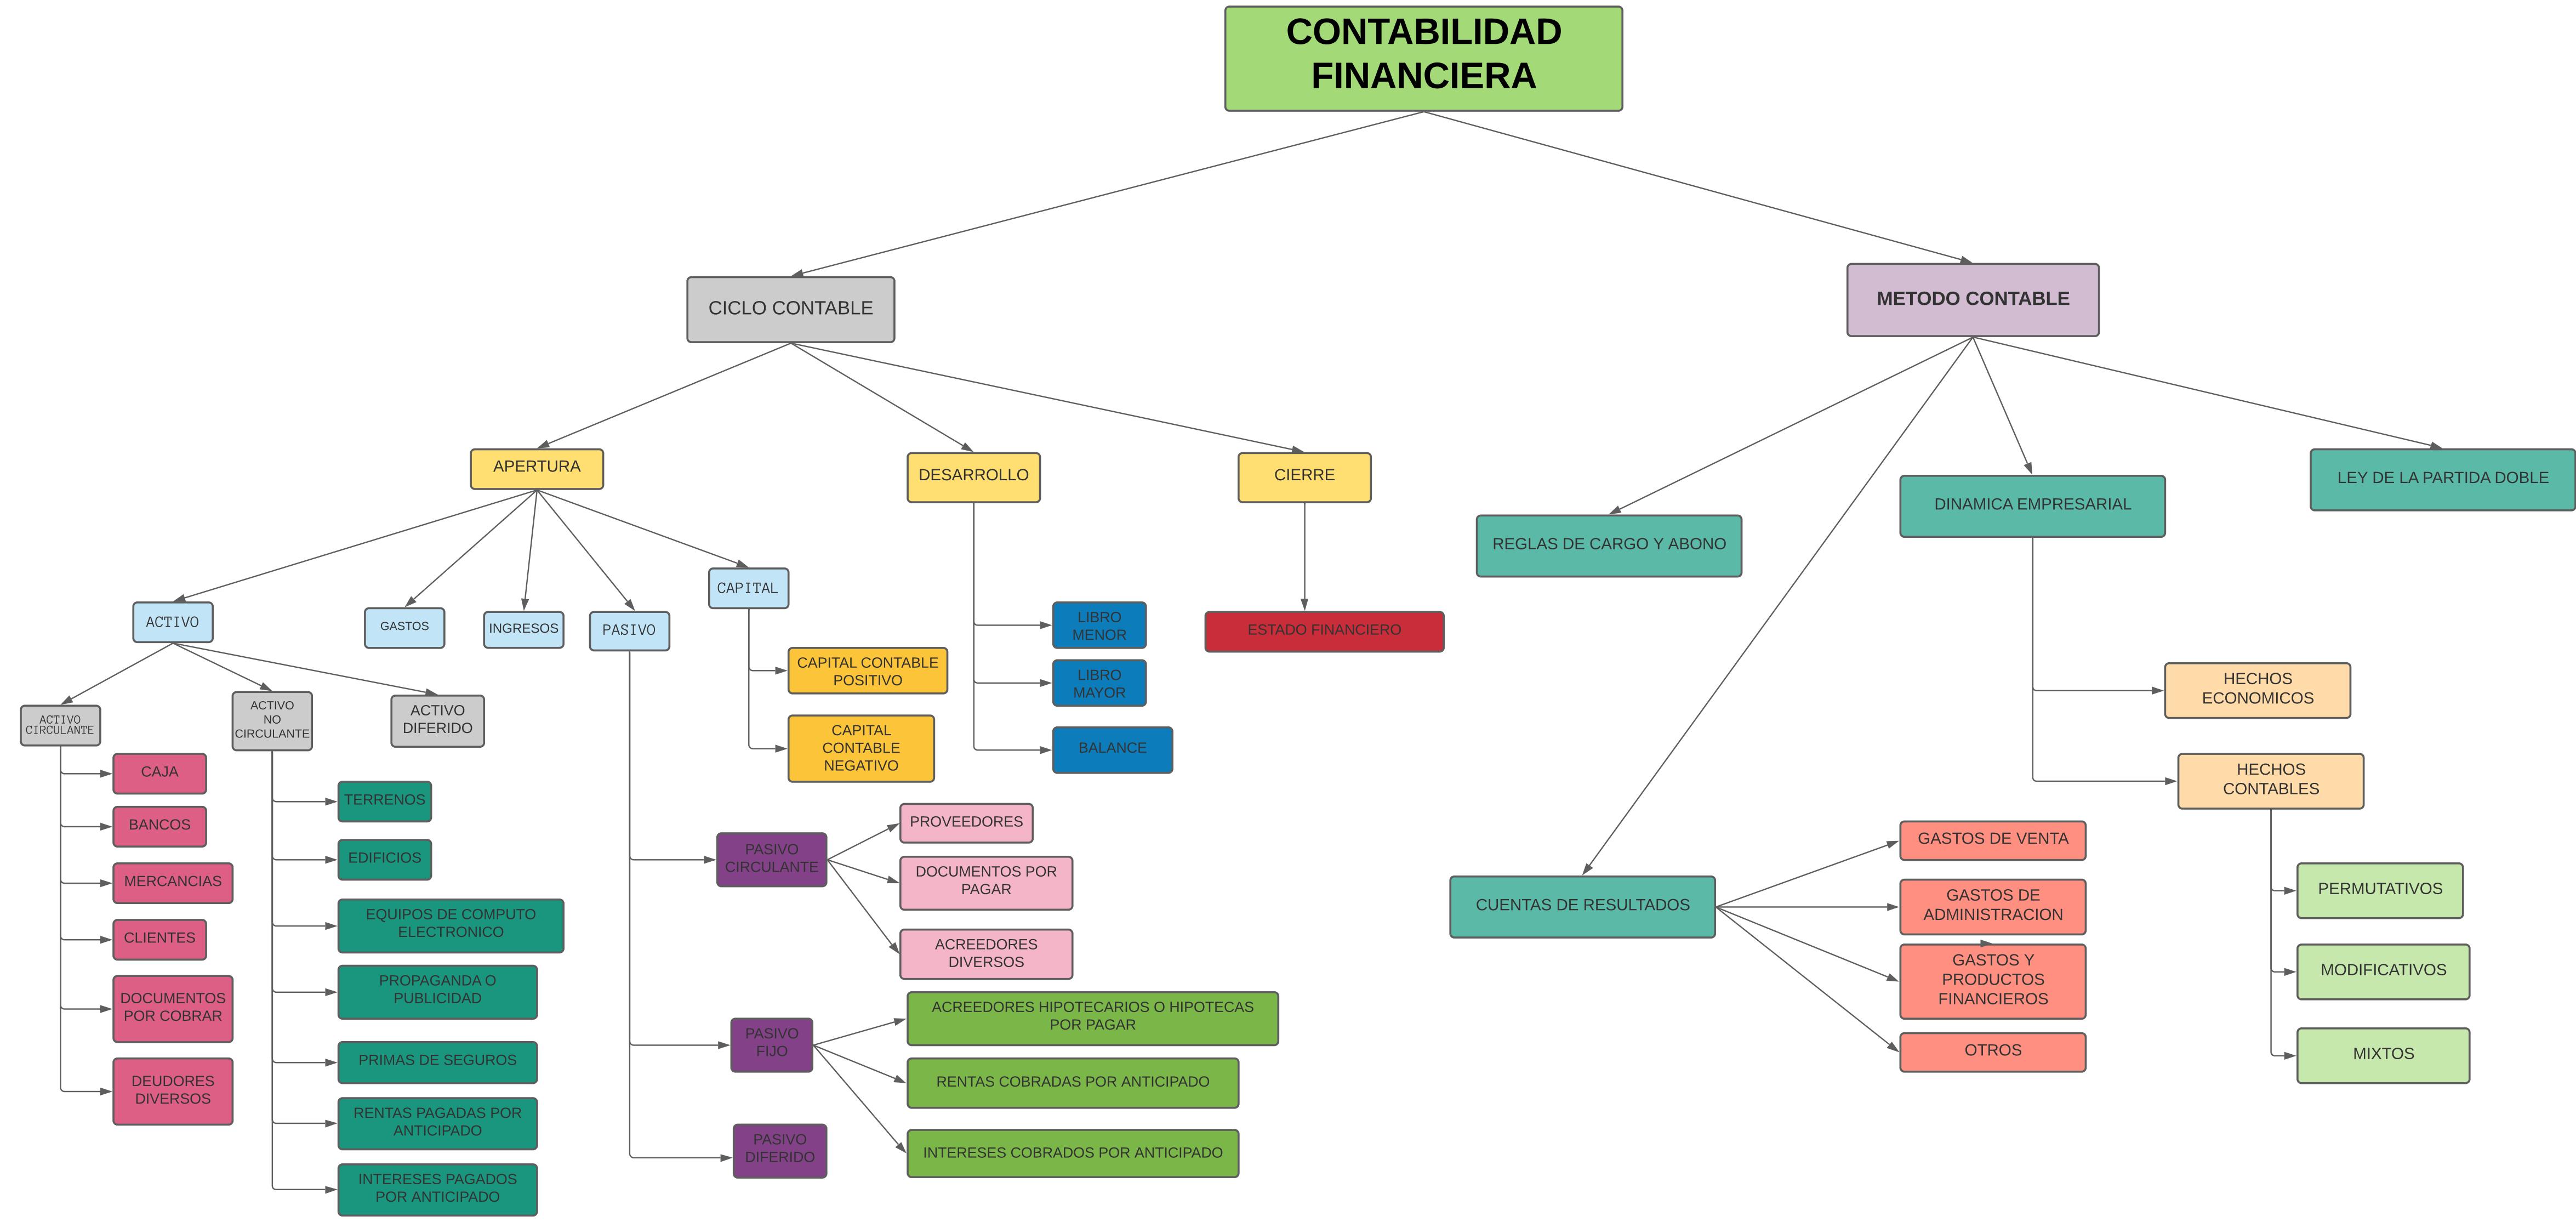 CONTABILIDAD
FINANCIERA
CICLO CONTABLE
METODO CONTABLE
APERTURA
DESARROLLO
CIERRE
REGLAS DE CARGO Y ABONO
DINAMICA EMPRESARIAL
LEY DE LA PARTIDA DOBLE
ACTIVO
GASTOS
INGRESOS
PASIVO
CAPITAL
CAPITAL CONTABLE
POSITIVO
CAPITAL
CONTABLE
NEGATIVO
LIBRO
MENOR
LIBRO
MAYOR
BALANCE
ESTADO FINANCIERO
ACTIVO
CIRCULANTE
ACTIVO
NO
CIRCULANTE
ACTIVO
DIFERIDO
CAJA
BANCOS
MERCANCIAS
CLIENTES
DOCUMENTOS
POR COBRAR
DEUDORES
DIVERSOS
TERRENOS
EDIFICIOS
EQUIPOS DE COMPUTO
ELECTRONICO
PROPAGANDA O
PUBLICIDAD
PRIMAS DE SEGUROS
RENTAS PAGADAS POR
ANTICIPADO
INTERESES PAGADOS
POR ANTICIPADO
PASIVO
CIRCULANTE
PROVEEDORES
DOCUMENTOS POR
PAGAR
ACREEDORES
DIVERSOS
PASIVO
FIJO
ACREEDORES HIPOTECARIOS O HIPOTECAS
POR PAGAR
RENTAS COBRADAS POR ANTICIPADO
INTERESES COBRADOS POR ANTICIPADO
PASIVO
DIFERIDO
CUENTAS DE RESULTADOS
GASTOS DE VENTA
GASTOS DE
ADMINISTRACION
GASTOS Y
PRODUCTOS
FINANCIEROS
OTROS
HECHOS
ECONOMICOS
HECHOS
CONTABLES
PERMUTATIVOS
MODIFICATIVOS
MIXTOS